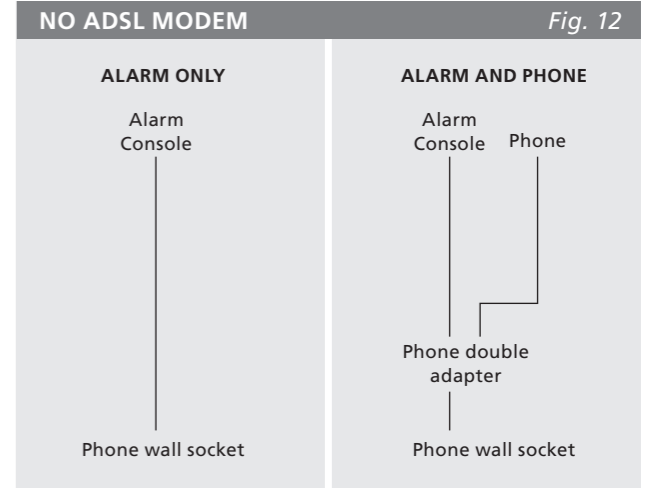 NO ADSL MODEM Fig. 12
ALARM ONLY
Alarm
Console
Phone wall socket
ALARM AND PHONE
Alarm
Console
Phone
Phone double
adapter
Phone wall socket